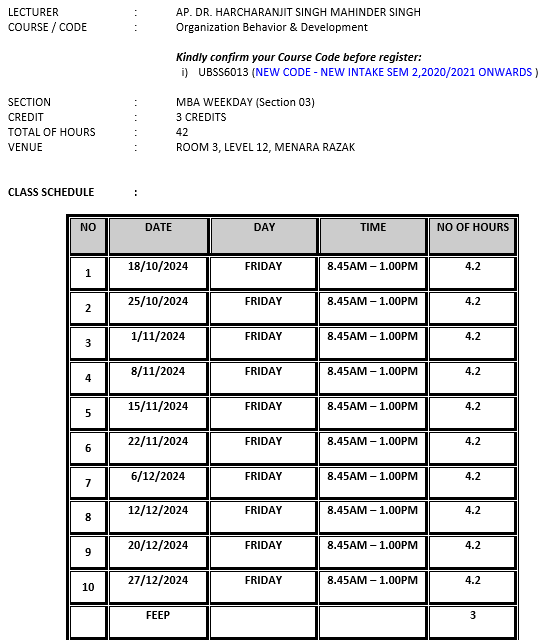 LECTURER : AP. DR. HARCHARANJIT SINGH MAHINDER SINGH
COURSE / CODE : Organization Behavior & Development
Kindly confirm your Course Code before register:
i) UBSS6013 (NEW CODE - NEW INTAKE SEM 2,2020/2021 ONWARDS )
SECTION : MBA WEEKDAY (Section 03)
CREDIT : 3 CREDITS
TOTAL OF HOURS : 42
VENUE : ROOM 3, LEVEL 12, MENARA RAZAK
CLASS SCHEDULE :
NO DATE DAY TIME NO OF HOURS
1 18/10/2024 FRIDAY 8.45AM – 1.00PM 4.2
2 25/10/2024 FRIDAY 8.45AM – 1.00PM 4.2
3 1/11/2024 FRIDAY 8.45AM – 1.00PM 4.2
4 8/11/2024 FRIDAY 8.45AM – 1.00PM 4.2
5 15/11/2024 FRIDAY 8.45AM – 1.00PM 4.2
6 22/11/2024 FRIDAY 8.45AM – 1.00PM 4.2
7 6/12/2024 FRIDAY 8.45AM – 1.00PM 4.2
8 12/12/2024 FRIDAY 8.45AM – 1.00PM 4.2
9 20/12/2024 FRIDAY 8.45AM – 1.00PM 4.2
10 27/12/2024 FRIDAY 8.45AM – 1.00PM 4.2
FEEP 3